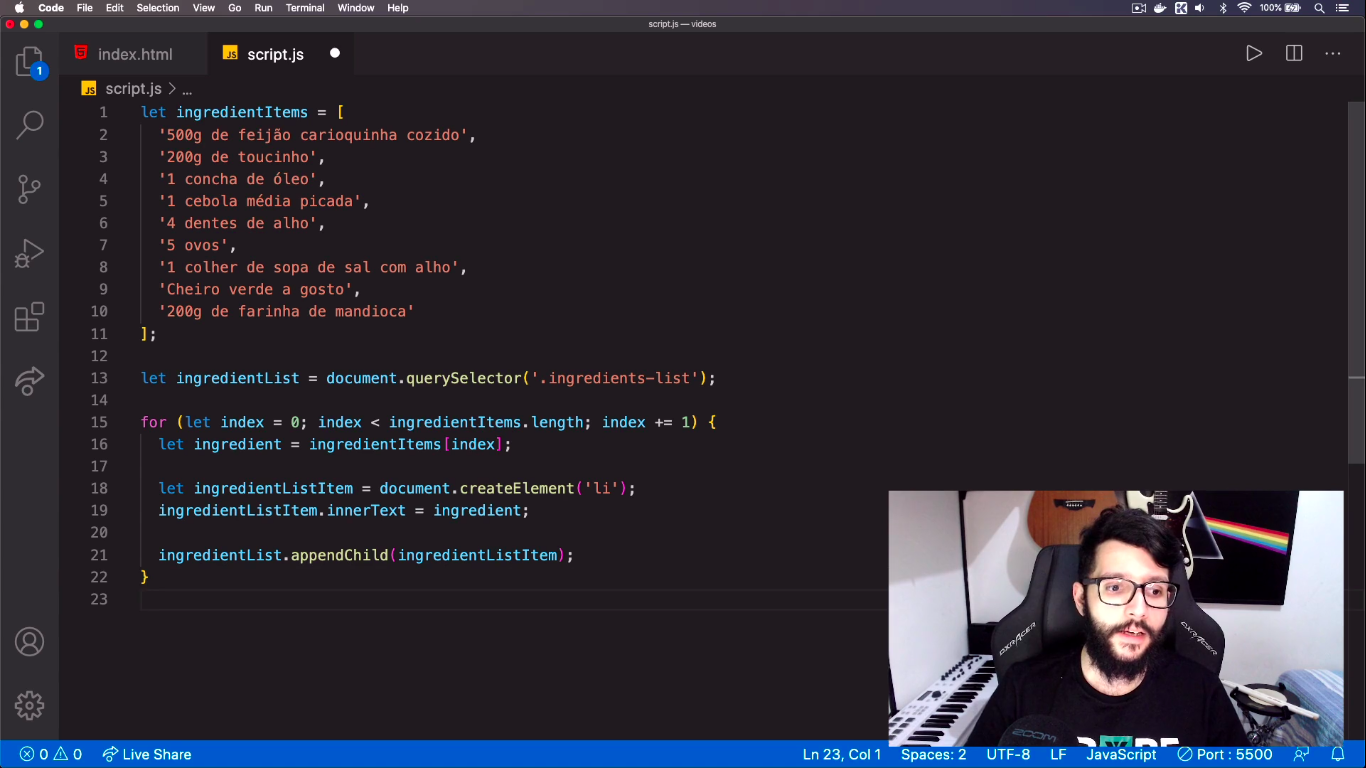 Code File Edit Selection View Go Run Terminal Window Help 100%
script.js — videos
index.html script.js
script.js > ...
1 let ingredientItems = [
2 '500g de feijão carioquinha cozido',
3 '200g de toucinho',
4 '1 concha de óleo',
5 '1 cebola média picada',
6 '4 dentes de alho',
7 '5 ovos',
8 '1 colher de sopa de sal com alho',
9 'Cheiro verde a gosto',
10 '200g de farinha de mandioca'
11 ];
12
13 let ingredientList = document.querySelector('.ingredients-list');
14
15 for (let index = 0; index < ingredientItems.length; index += 1) {
16 let ingredient = ingredientItems[index];
17
18 let ingredientListItem = document.createElement('li');
19 ingredientListItem.innerText = ingredient;
20
21 ingredientList.appendChild(ingredientListItem);
22 }
23
1
JS
JS
DXRACER
DXRACER
ZOOM
0 0 Live Share Ln 23, Col 1 Spaces: 2 UTF-8 LF JavaScript Port : 5500